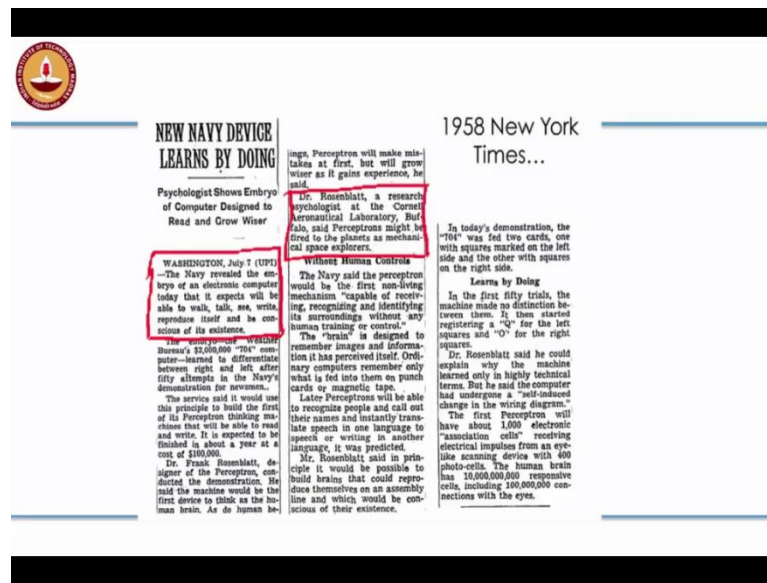 INDIAN INSTITUTE OF TECHNOLOGY MADRAS
1958 New York
Times...
NEW NAVY DEVICE
LEARNS BY DOING
Psychologist Shows Embryo
of Computer Designed to
Read and Grow Wiser
WASHINGTON, July 7 (UPI)
—The Navy revealed the em-
bryo of an electronic computer
today that it expects will be
able to walk, talk, see, write,
reproduce itself and be con-
scious of its existence.
The embryo—the Weather
Bureau's $2,000,000 "704" com-
puter—learned to differentiate
between right and left after
fifty attempts in the Navy's
demonstration for newsmen.
The service said it would use
this principle to build the first
of its Perceptron thinking ma-
chines that will be able to read
and write. It is expected to be
finished in about a year at a
cost of $100,000.
Dr. Frank Rosenblatt, de-
signer of the Perceptron, con-
ducted the demonstration. He
said the machine would be the
first device to think as the hu-
man brain. As do human be-
ings, Perceptron will make mis-
takes at first, but will grow
wiser as it gains experience, he
said.
Dr. Rosenblatt, a research
psychologist at the Cornell
Aeronautical Laboratory, Buf-
falo, said Perceptrons might be
fired to the planets as mechani-
cal space explorers.
Without Human Controls
The Navy said the perceptron
would be the first non-living
mechanism "capable of receiv-
ing, recognizing and identifying
its surroundings without any
human training or control."
The "brain" is designed to
remember images and informa-
tion it has perceived itself. Ordi-
nary computers remember only
what is fed into them on punch
cards or magnetic tape.
Later Perceptrons will be able
to recognize people and call out
their names and instantly trans-
late speech in one language to
speech or writing in another
language, it was predicted.
Mr. Rosenblatt said in prin-
ciple it would be possible to
build brains that could repro-
duce themselves on an assembly
line and which would be con-
scious of their existence.
In today's demonstration, the
"704" was fed two cards, one
with squares marked on the left
side and the other with squares
on the right side.
Learns by Doing
In the first fifty trials, the
machine made no distinction be-
tween them. It then started
registering a "Q" for the left
squares and "O" for the right
squares.
Dr. Rosenblatt said he could
explain why the machine
learned only in highly technical
terms. But he said the computer
had undergone a "self-induced
change in the wiring diagram."
The first Perceptron will
have about 1,000 electronic
"association cells" receiving
electrical impulses from an eye-
like scanning device with 400
photo-cells. The human brain
has 10,000,000,000 responsive
cells, including 100,000,000 con-
nections with the eyes.